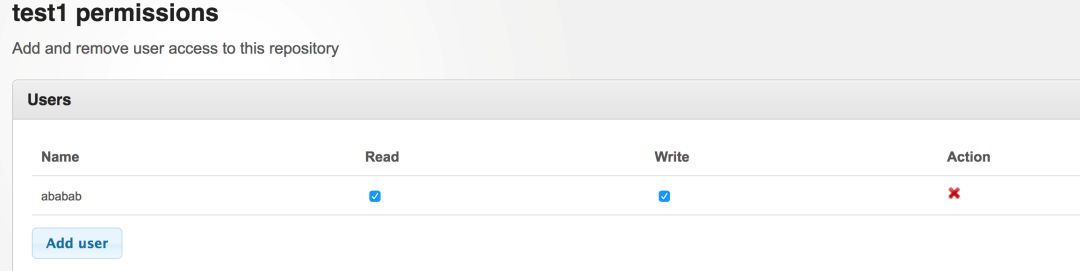 test1 permissions
Add and remove user access to this repository
Users
Name Read Write Action
ababab
Add user